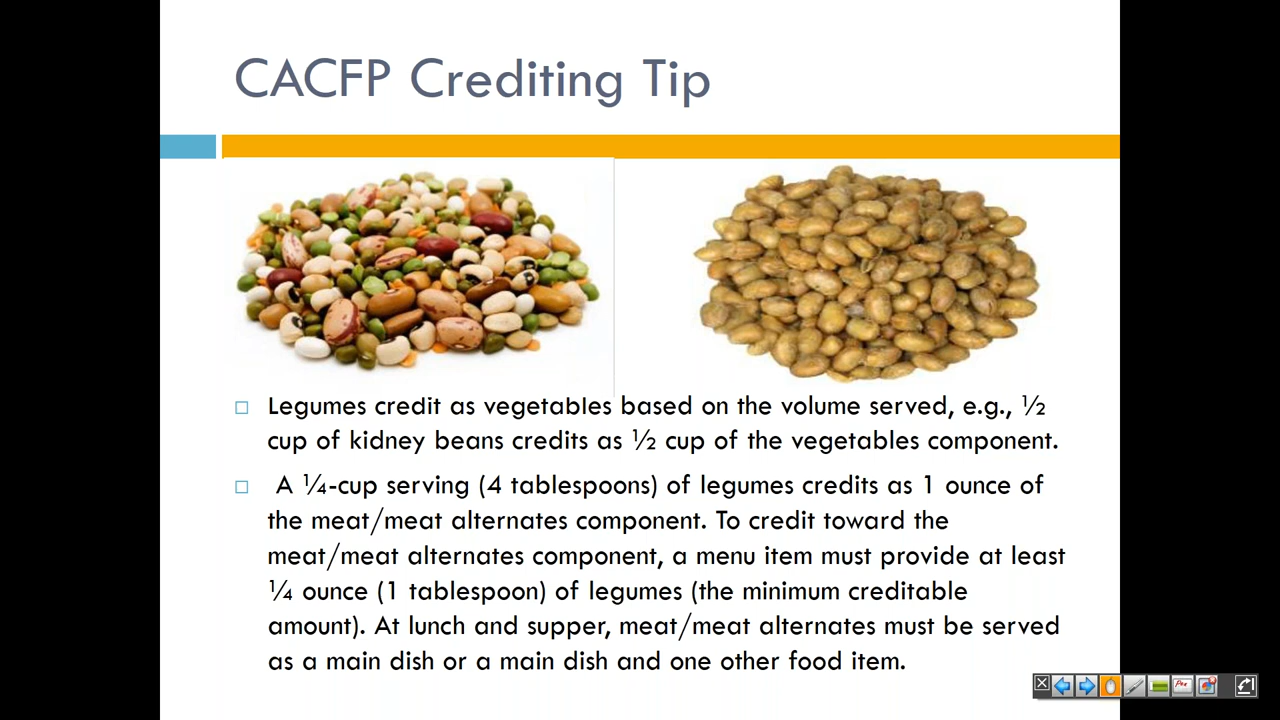 CACFP Crediting Tip
Legumes credit as vegetables based on the volume served, e.g., ½
cup of kidney beans credits as ½ cup of the vegetables component.
A ¼-cup serving (4 tablespoons) of legumes credits as 1 ounce of
the meat/meat alternates component. To credit toward the
meat/meat alternates component, a menu item must provide at least
¼ ounce (1 tablespoon) of legumes (the minimum creditable
amount). At lunch and supper, meat/meat alternates must be served
as a main dish or a main dish and one other food item.